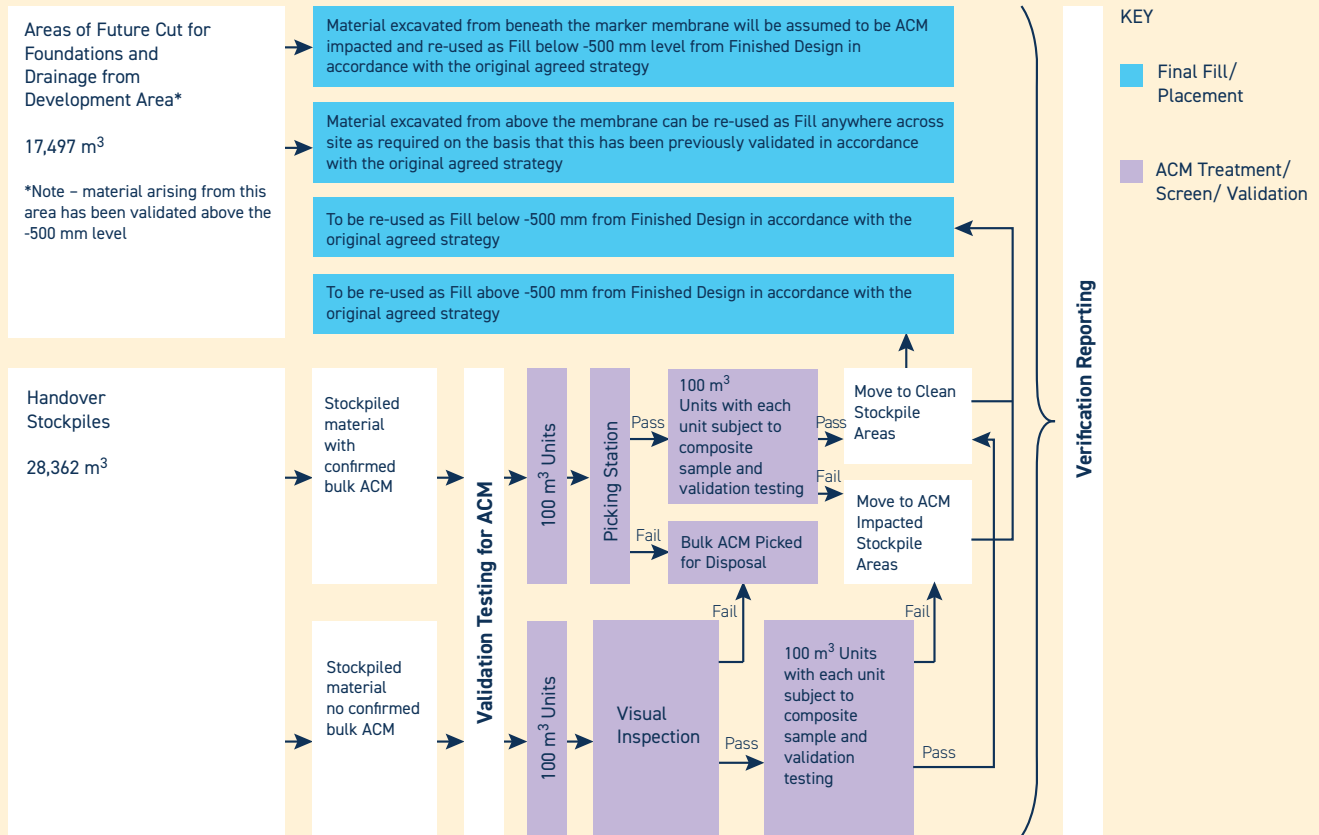 Areas of Future Cut for
Foundations and
Drainage from
Development Area*
17,497 m³
*Note – material arising from this
area has been validated above the
-500 mm level
Material excavated from beneath the marker membrane will be assumed to be ACM
impacted and re-used as Fill below -500 mm level from Finished Design in
accordance with the original agreed strategy
Material excavated from above the membrane can be re-used as Fill anywhere across
site as required on the basis that this has been previously validated in accordance
with the original agreed strategy
To be re-used as Fill below -500 mm from Finished Design in accordance with the
original agreed strategy
To be re-used as Fill above -500 mm from Finished Design in accordance with the
original agreed strategy
Handover
Stockpiles
28,362 m³
Stockpiled
material
with
confirmed
bulk ACM
Stockpiled
material
no confirmed
bulk ACM
Validation Testing for ACM
100 m³ Units
Picking Station
Pass
Fail
100 m³
Units with each
unit subject to
composite
sample and
validation testing
Bulk ACM Picked
for Disposal
Pass
Fail
Move to Clean
Stockpile
Areas
Move to ACM
Impacted
Stockpile
Areas
100 m³ Units
Visual
Inspection
Fail
Pass
100 m³ Units
with each unit
subject to
composite
sample and
validation
testing
Fail
Pass
Verification Reporting
KEY
Final Fill/
Placement
ACM Treatment/
Screen/ Validation